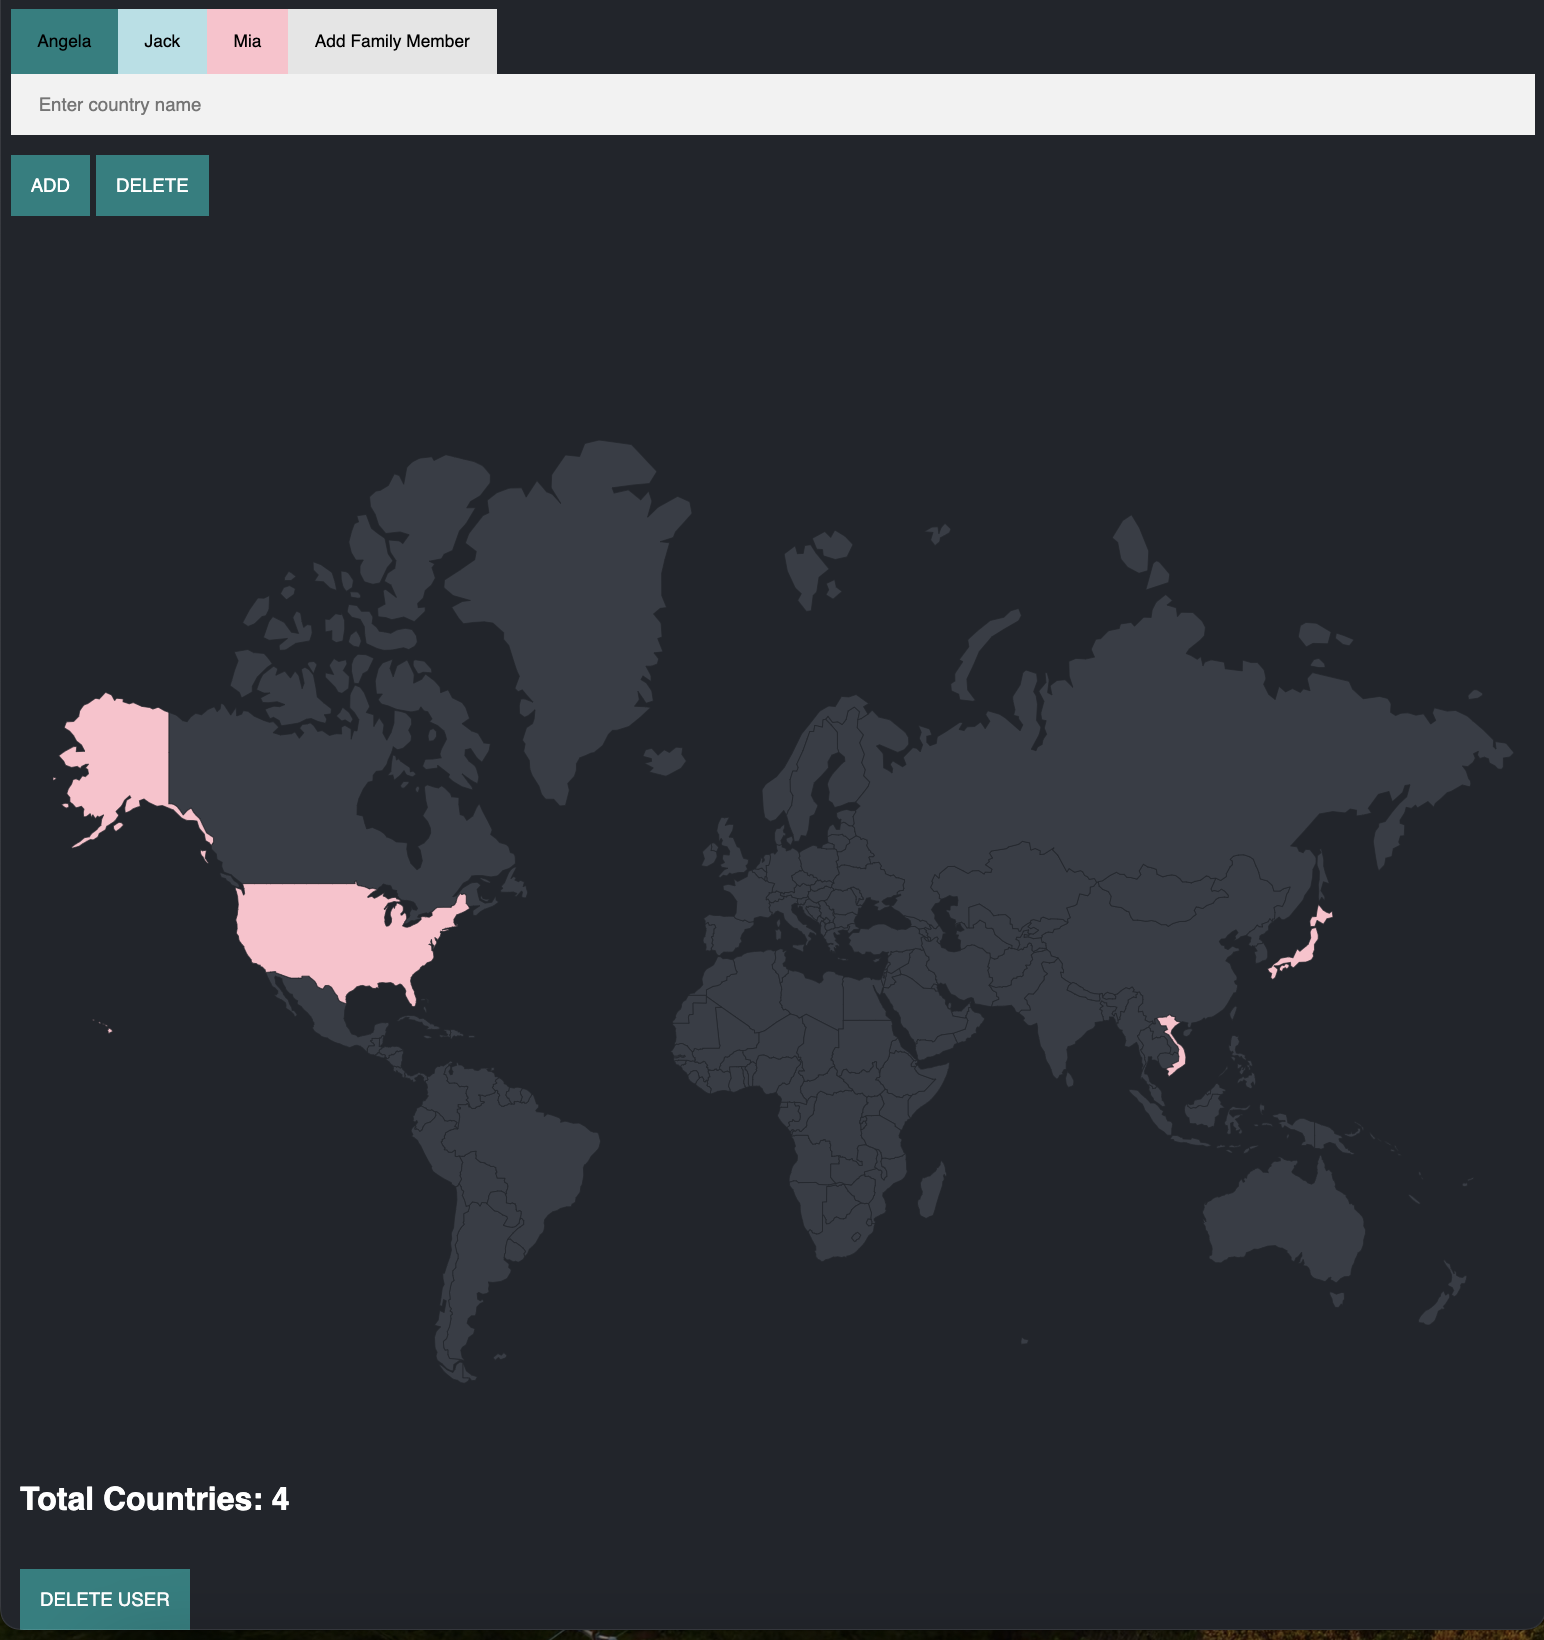 Angela Jack Mia Add Family Member
Enter country name
ADD DELETE
Total Countries: 4
DELETE USER